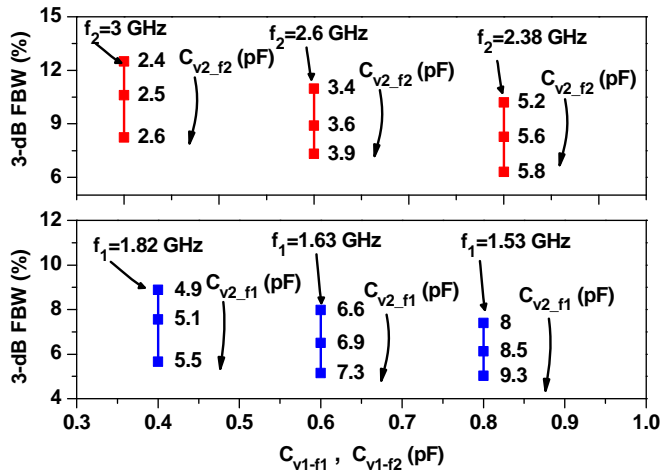 15
12
9
6
3-dB FBW (%)
f2=3 GHz
Cv2_f2 (pF)
2.4
2.5
2.6
f2=2.6 GHz
Cv2_f2 (pF)
3.4
3.6
3.9
f2=2.38 GHz
Cv2_f2 (pF)
5.2
5.6
5.8
12
10
8
6
4
3-dB FBW (%)
f1=1.82 GHz
Cv2_f1 (pF)
4.9
5.1
5.5
f1=1.63 GHz
Cv2_f1 (pF)
6.6
6.9
7.3
f1=1.53 GHz
Cv2_f1 (pF)
8
8.5
9.3
0.3 0.4 0.5 0.6 0.7 0.8 0.9 1.0
Cv1-f1 , Cv1-f2 (pF)